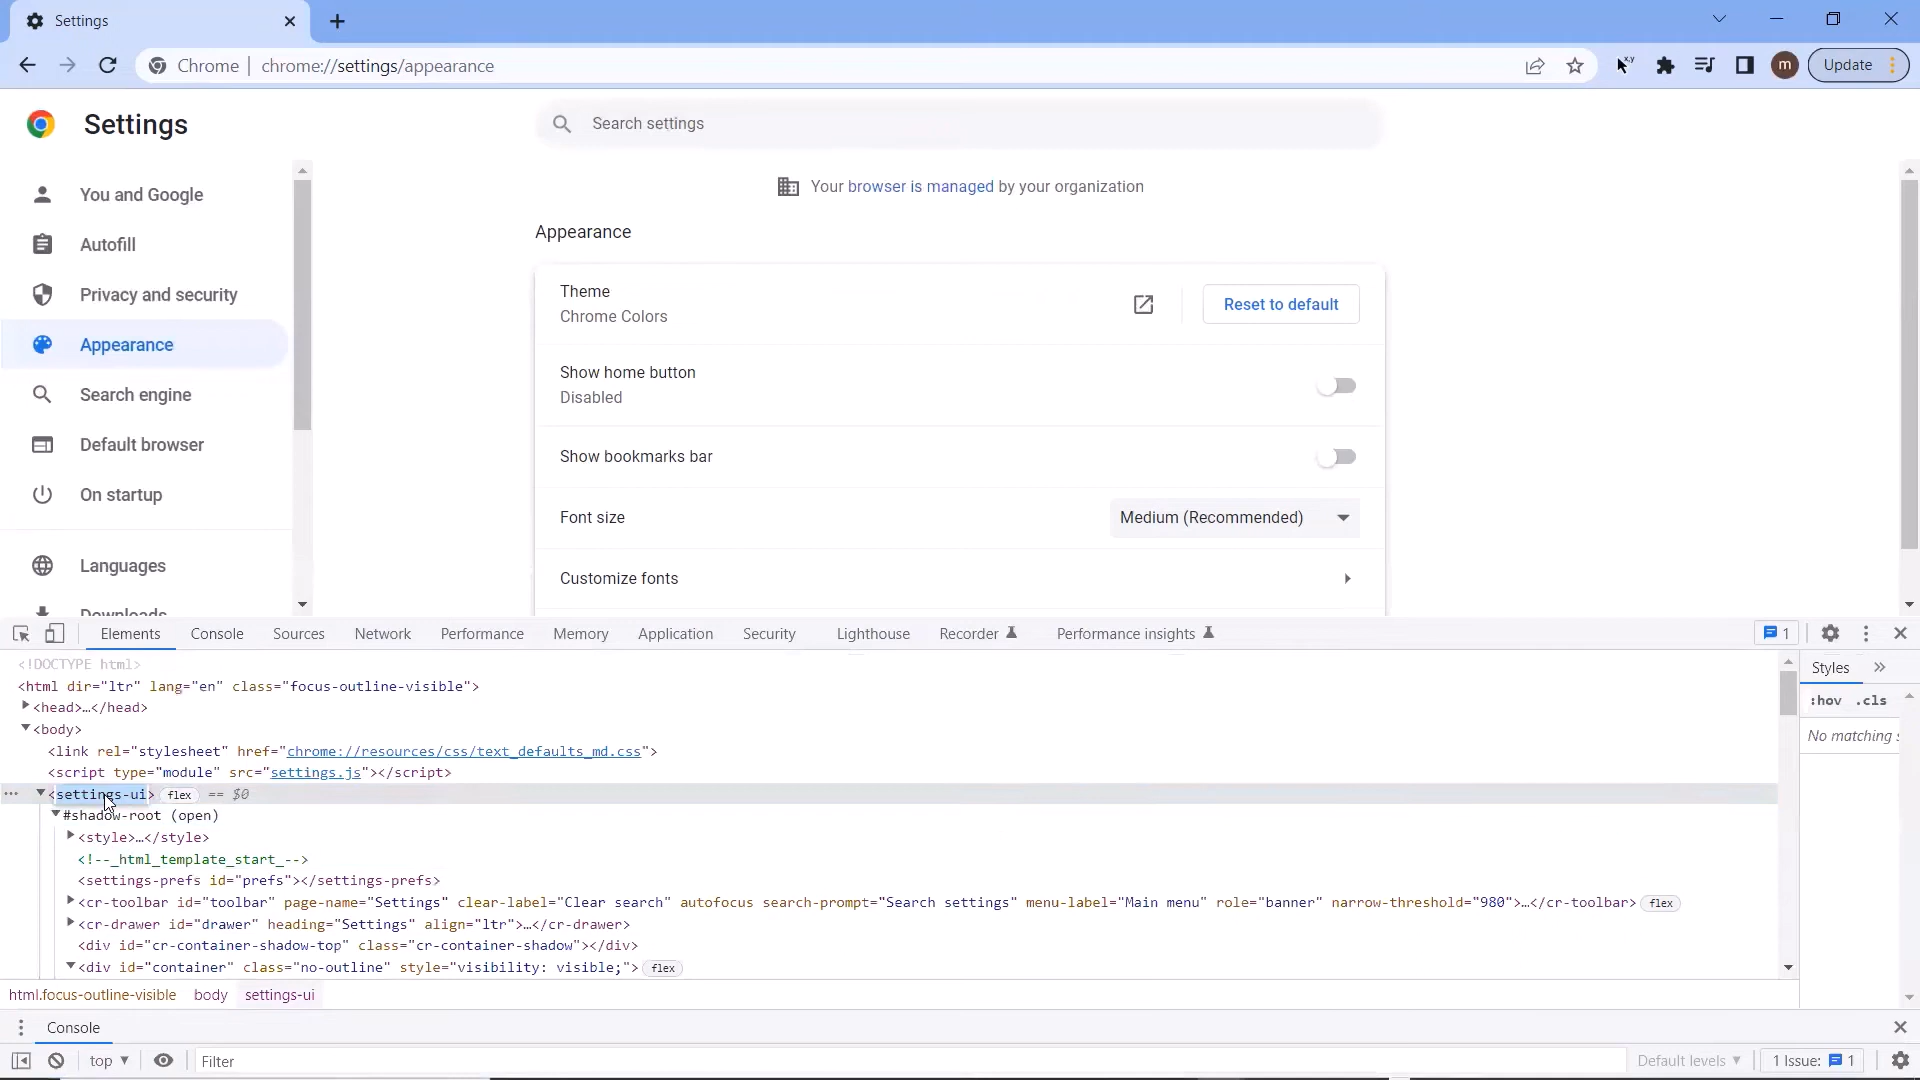 Settings
Chrome | chrome://settings/appearance
x,y
m
Update
Settings
Search settings
You and Google
Autofill
Privacy and security
Appearance
Search engine
Default browser
On startup
Languages
Downloads
Your browser is managed by your organization
Appearance
Theme
Chrome Colors
Reset to default
Show home button
Disabled
Show bookmarks bar
Font size
Medium (Recommended)
Customize fonts
Elements Console Sources Network Performance Memory Application Security Lighthouse Recorder Performance insights
1
<!DOCTYPE html>
<html dir="ltr" lang="en" class="focus-outline-visible">
<head>…</head>
<body>
<link rel="stylesheet" href="chrome://resources/css/text_defaults_md.css">
<script type="module" src="settings.js"></script>
<settings-ui> flex == $0
#shadow-root (open)
<style>…</style>
<!--_html_template_start_-->
<settings-prefs id="prefs"></settings-prefs>
<cr-toolbar id="toolbar" page-name="Settings" clear-label="Clear search" autofocus search-prompt="Search settings" menu-label="Main menu" role="banner" narrow-threshold="980">…</cr-toolbar> flex
<cr-drawer id="drawer" heading="Settings" align="ltr">…</cr-drawer>
<div id="cr-container-shadow-top" class="cr-container-shadow"></div>
<div id="container" class="no-outline" style="visibility: visible;"> flex
Styles »
:hov .cls
No matching s
html.focus-outline-visible body settings-ui
Console
top ▼
Filter
Default levels ▼
1 Issue: 1